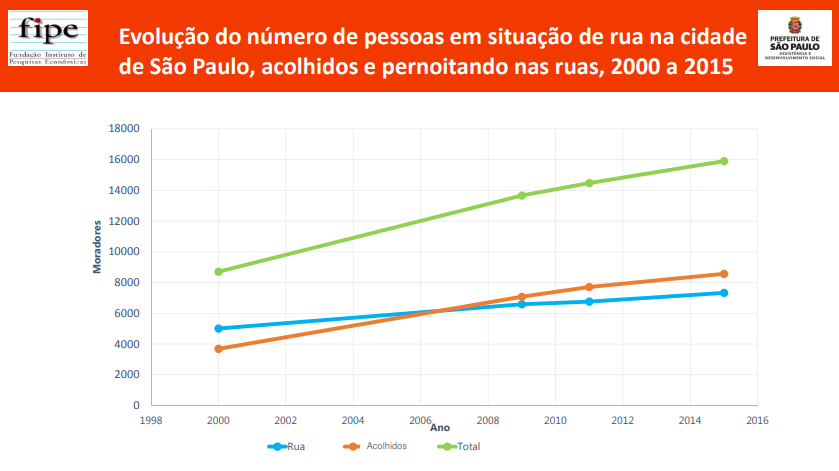 fipe
Fundação Instituto de
Pesquisas Econômicas
Evolução do número de pessoas em situação de rua na cidade
de São Paulo, acolhidos e pernoitando nas ruas, 2000 a 2015
PREFEITURA DE
SÃO PAULO
ASSISTÊNCIA E
DESENVOLVIMENTO SOCIAL
Moradores
18000
16000
14000
12000
10000
8000
6000
4000
2000
0
1998 2000 2002 2004 2006 2008 2010 2012 2014 2016
Ano
Rua Acolhidos Total